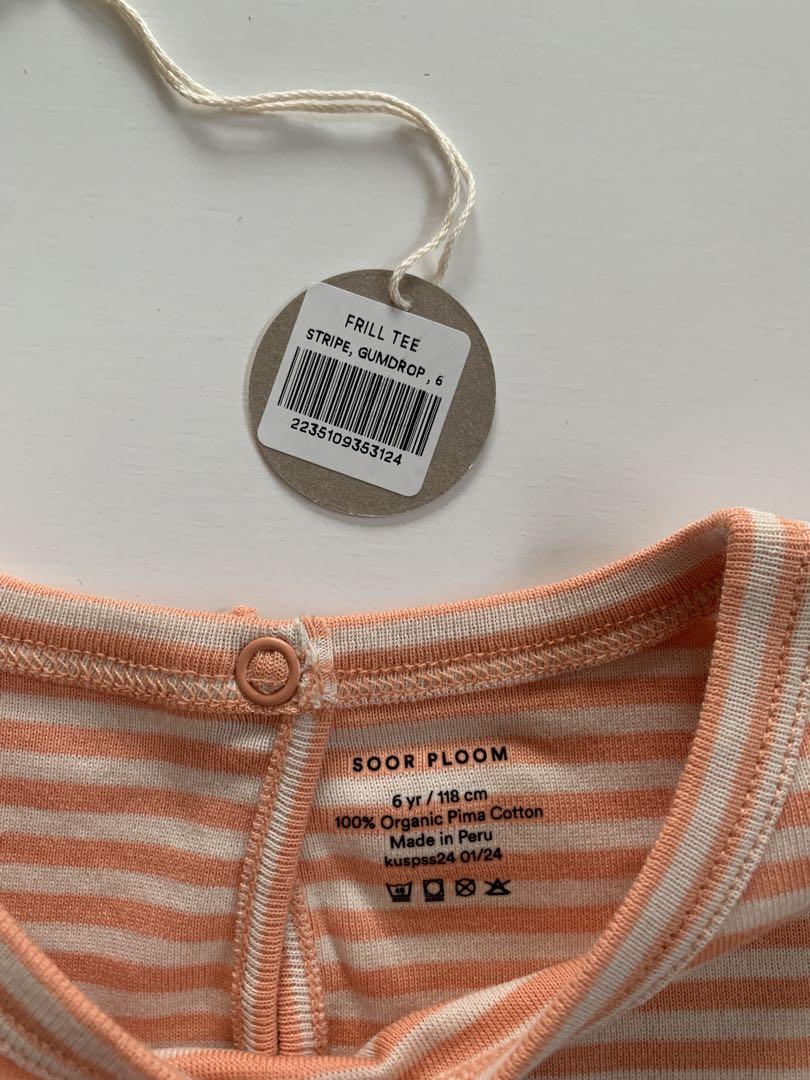 FRILL TEE
STRIPE, GUMDROP, 6
2235109353124
SOOR PLOOM
6 yr / 118 cm
100% Organic Pima Cotton
Made in Peru
kuspss24 01/24
40